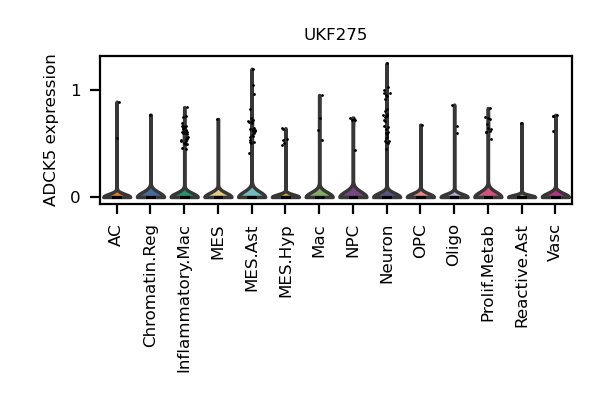 UKF275
ADCK5 expression
1
0
AC
Chromatin.Reg
Inflammatory.Mac
MES
MES.Ast
MES.Hyp
Mac
NPC
Neuron
OPC
Oligo
Prolif.Metab
Reactive.Ast
Vasc